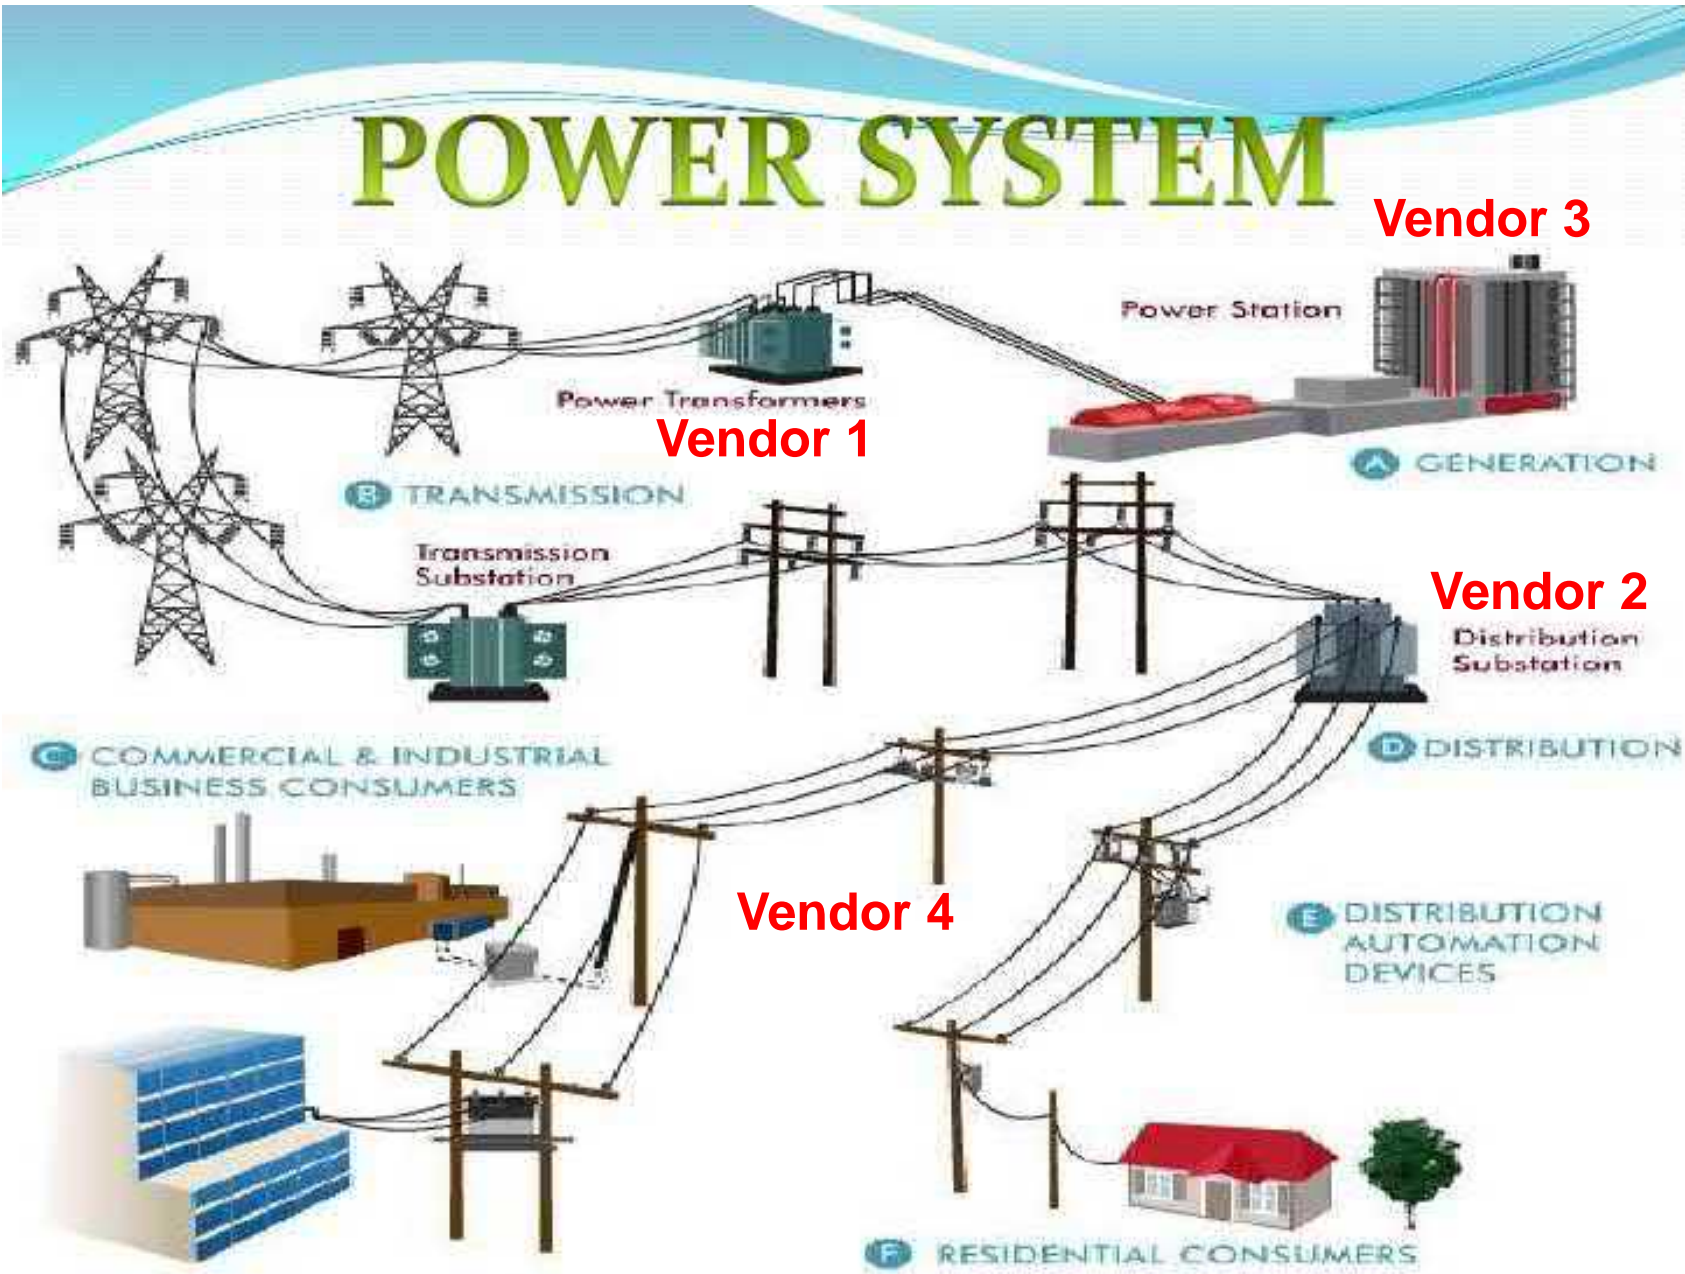 POWER SYSTEM
Vendor 3
Power Station
Power Transformers
Vendor 1
A GENERATION
B TRANSMISSION
Transmission
Substation
Vendor 2
Distribution
Substation
C COMMERCIAL & INDUSTRIAL
BUSINESS CONSUMERS
D DISTRIBUTION
Vendor 4
E DISTRIBUTION
AUTOMATION
DEVICES
F RESIDENTIAL CONSUMERS